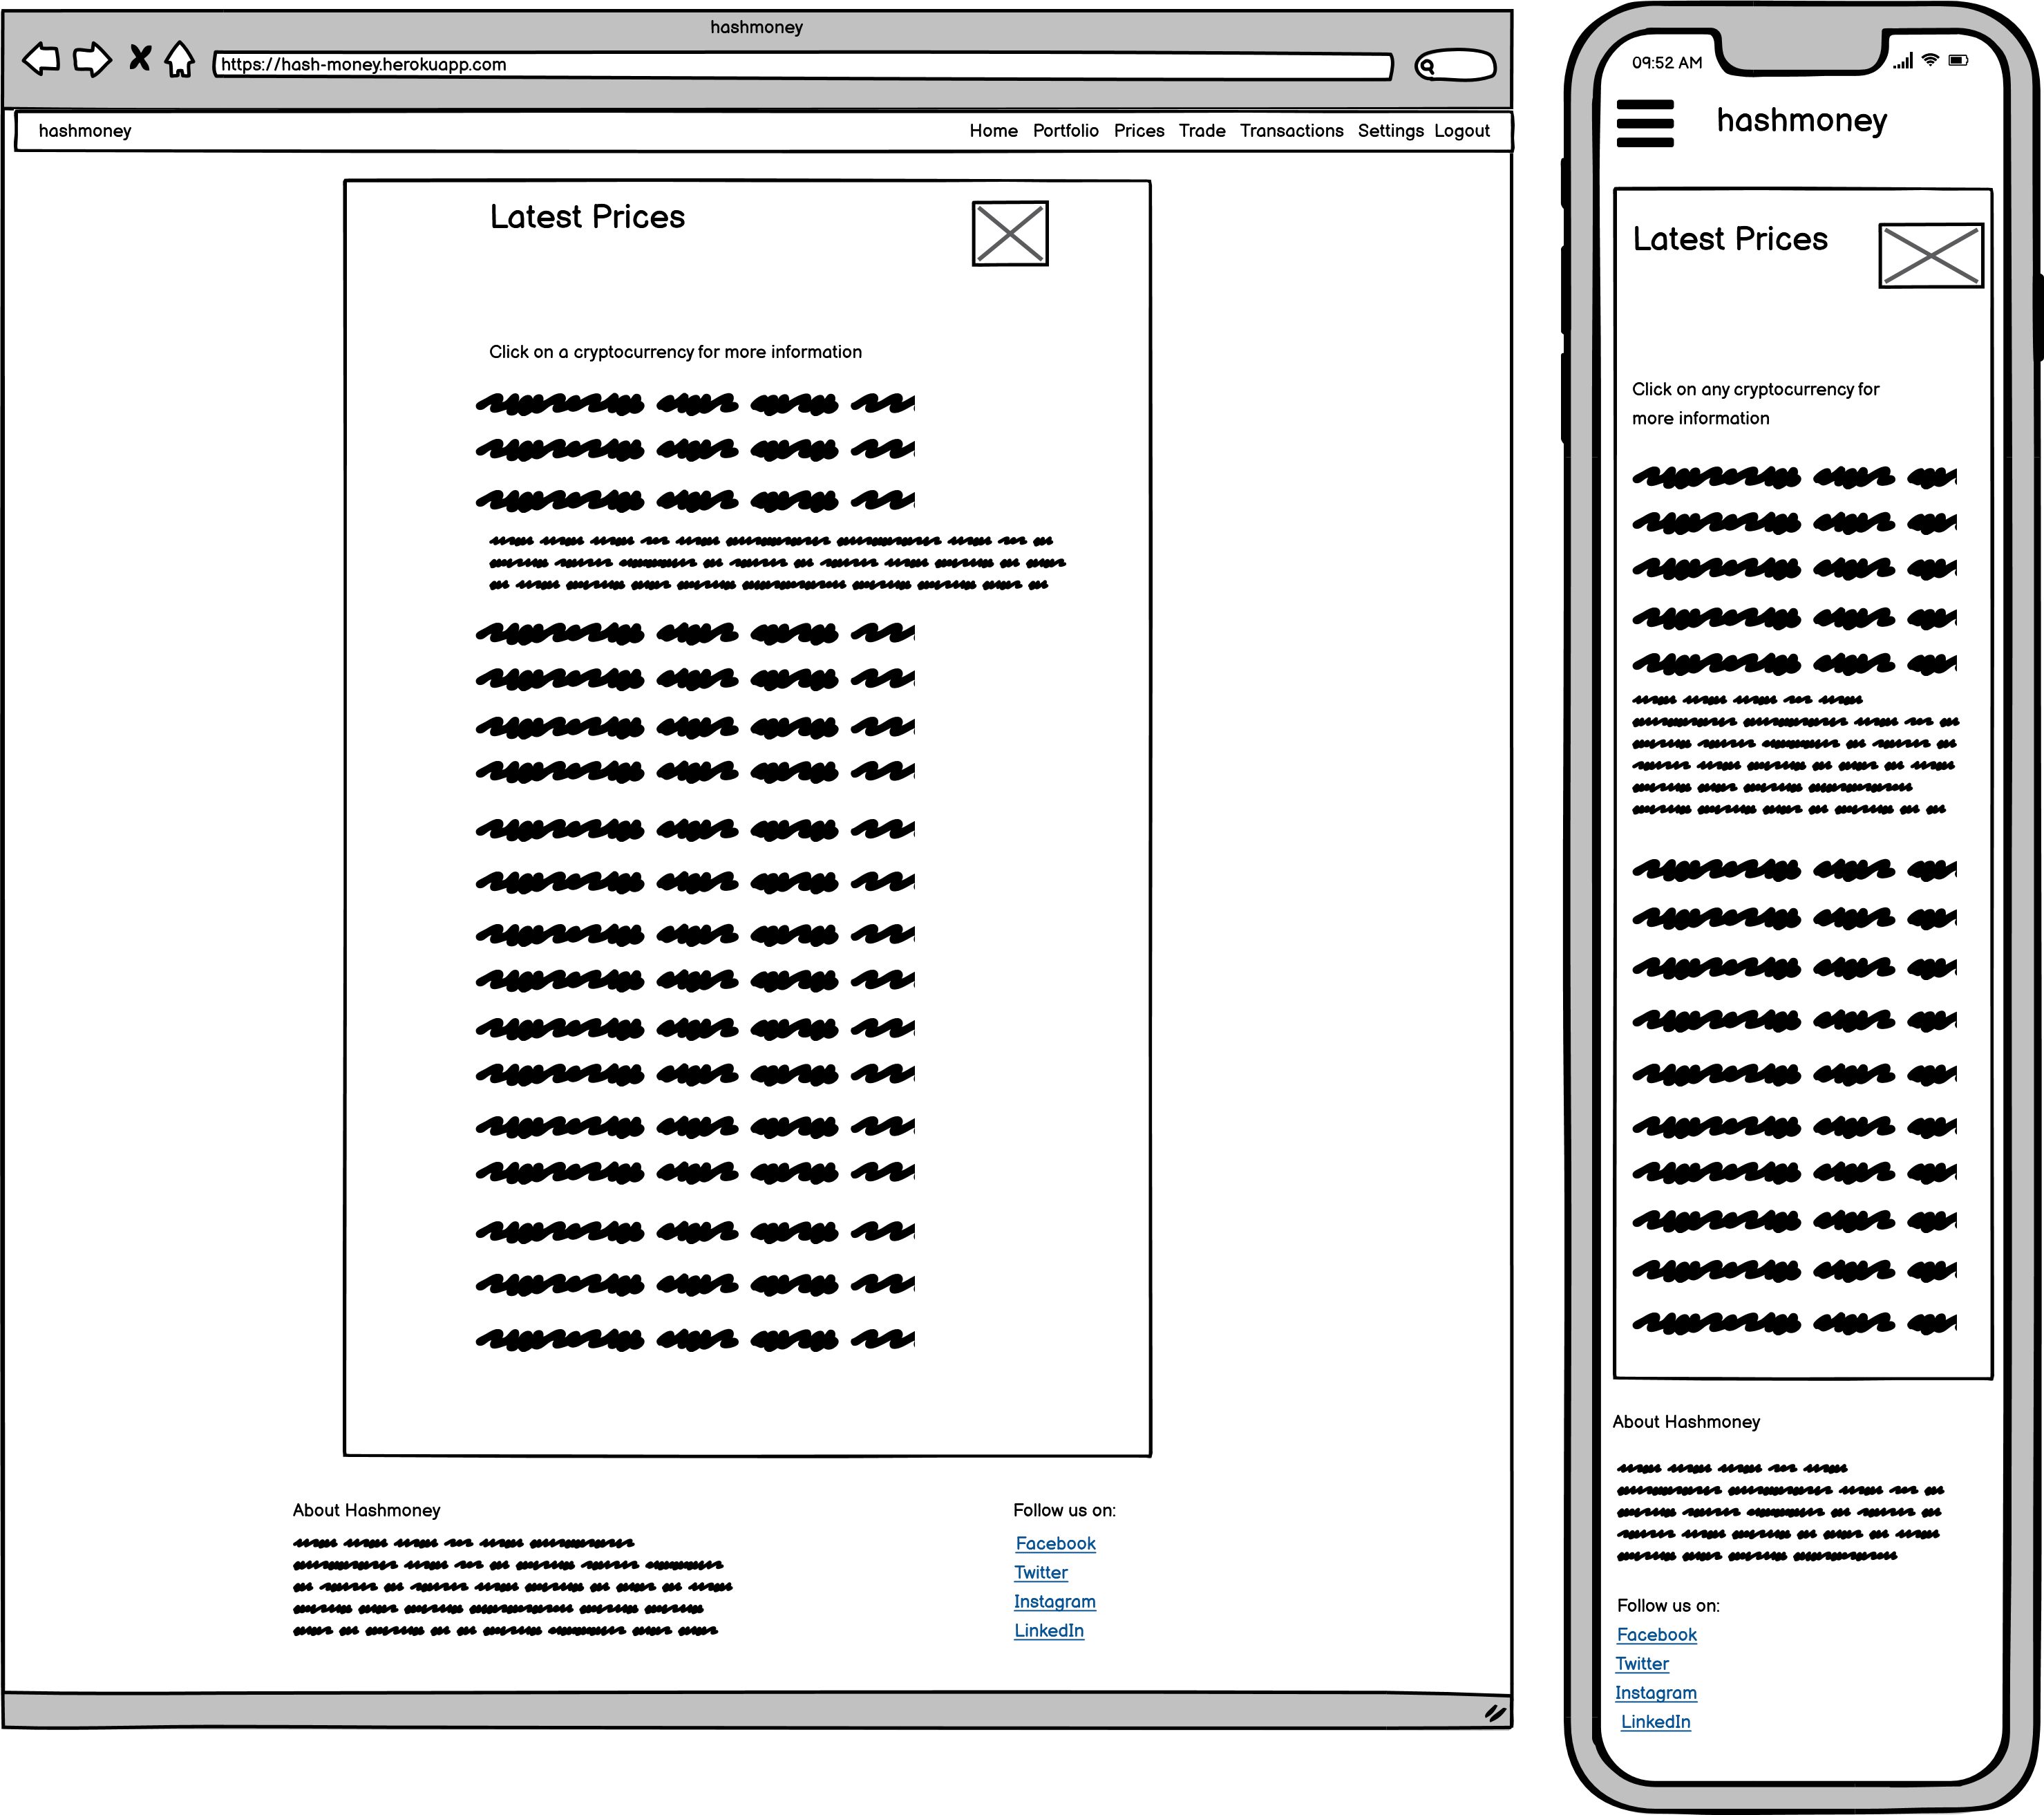 hashmoney
https://hash-money.herokuapp.com
hashmoney Home Portfolio Prices Trade Transactions Settings Logout
Latest Prices
Click on a cryptocurrency for more information
About Hashmoney
Follow us on:
Facebook
Twitter
Instagram
LinkedIn
09:52 AM
hashmoney
Latest Prices
Click on any cryptocurrency for
more information
About Hashmoney
Follow us on:
Facebook
Twitter
Instagram
LinkedIn